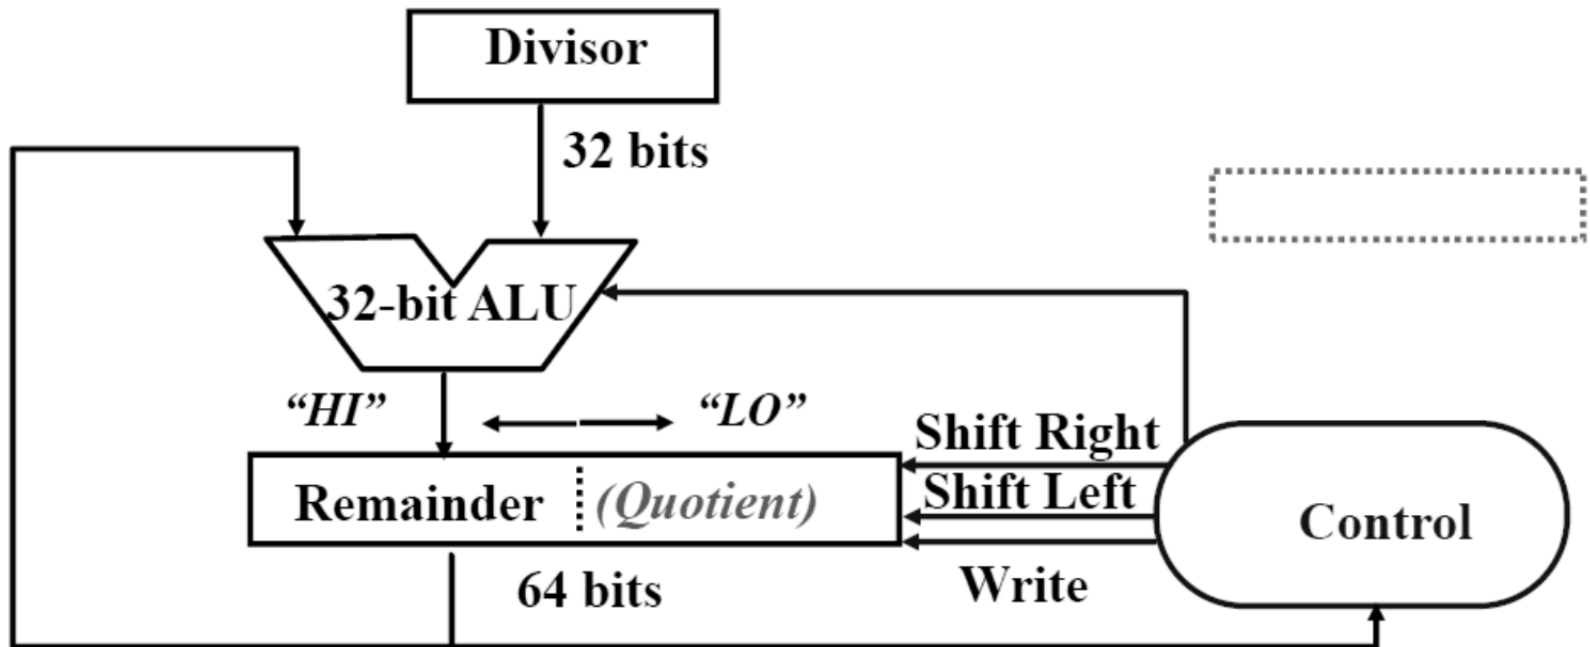 Divisor
32 bits
32-bit ALU
“HI”
“LO”
Shift Right
Remainder
(Quotient)
Shift Left
Control
64 bits
Write